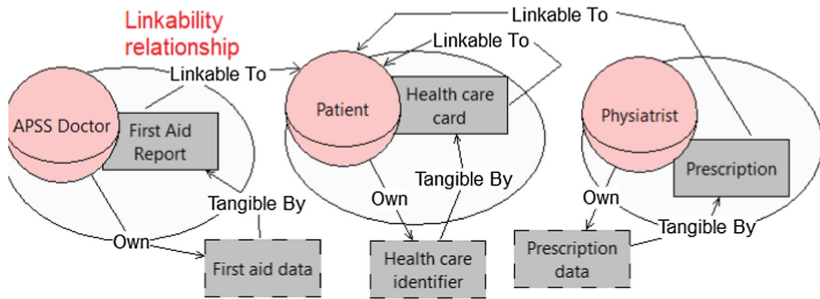 Linkability
relationship
Linkable To
Linkable To
Linkable To
APSS Doctor
First Aid
Report
Patient
Health care
card
Physiatrist
Prescription
Own
Tangible By
Own
Tangible By
Own
Tangible By
First aid data
Health care
identifier
Prescription
data